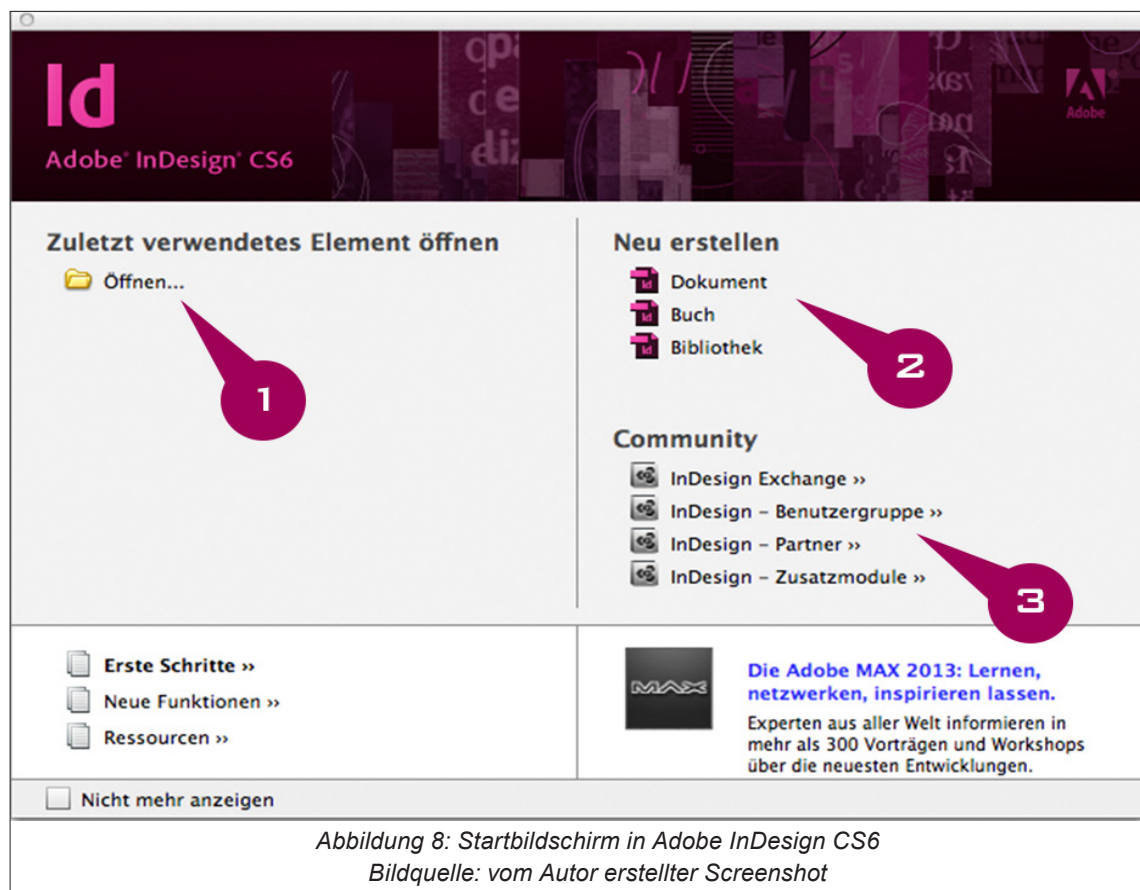 Id
Adobe® InDesign® CS6
Adobe
Zuletzt verwendetes Element öffnen
Öffnen...
1
Neu erstellen
Dokument
Buch
Bibliothek
2
Community
InDesign Exchange ››
InDesign – Benutzergruppe ››
InDesign – Partner ››
InDesign – Zusatzmodule ››
3
Erste Schritte ››
Neue Funktionen ››
Ressourcen ››
MAX
Die Adobe MAX 2013: Lernen,
netzwerken, inspirieren lassen.
Experten aus aller Welt informieren in
mehr als 300 Vorträgen und Workshops
über die neuesten Entwicklungen.
Nicht mehr anzeigen
Abbildung 8: Startbildschirm in Adobe InDesign CS6
Bildquelle: vom Autor erstellter Screenshot